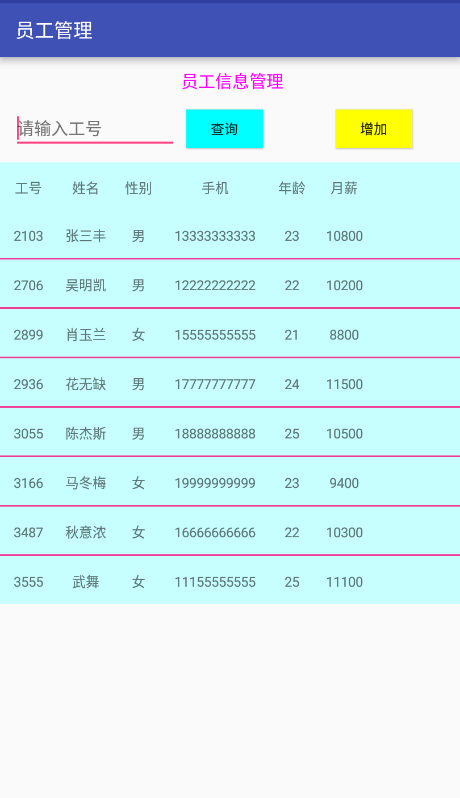 员工管理
员工信息管理
请输入工号 查询 增加
工号 姓名 性别 手机 年龄 月薪
2103 张三丰 男 13333333333 23 10800
2706 吴明凯 男 12222222222 22 10200
2899 肖玉兰 女 15555555555 21 8800
2936 花无缺 男 17777777777 24 11500
3055 陈杰斯 男 18888888888 25 10500
3166 马冬梅 女 19999999999 23 9400
3487 秋意浓 女 16666666666 22 10300
3555 武舞 女 11155555555 25 11100